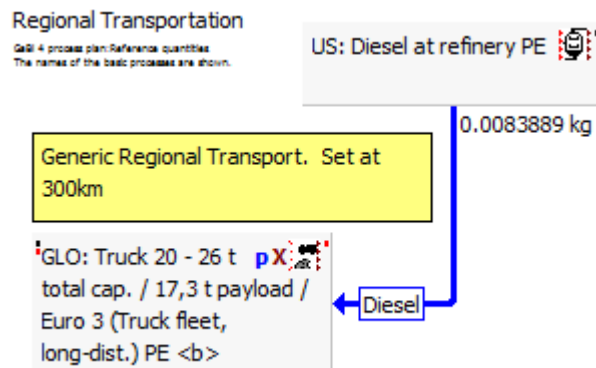 Regional Transportation
GaBi 4 process plan:Reference quantities
The names of the basic processes are shown.
US: Diesel at refinery PE
0.0083889 kg
Generic Regional Transport. Set at
300km
GLO: Truck 20 - 26 t p X
total cap. / 17,3 t payload /
Euro 3 (Truck fleet,
long-dist.) PE <b>
Diesel